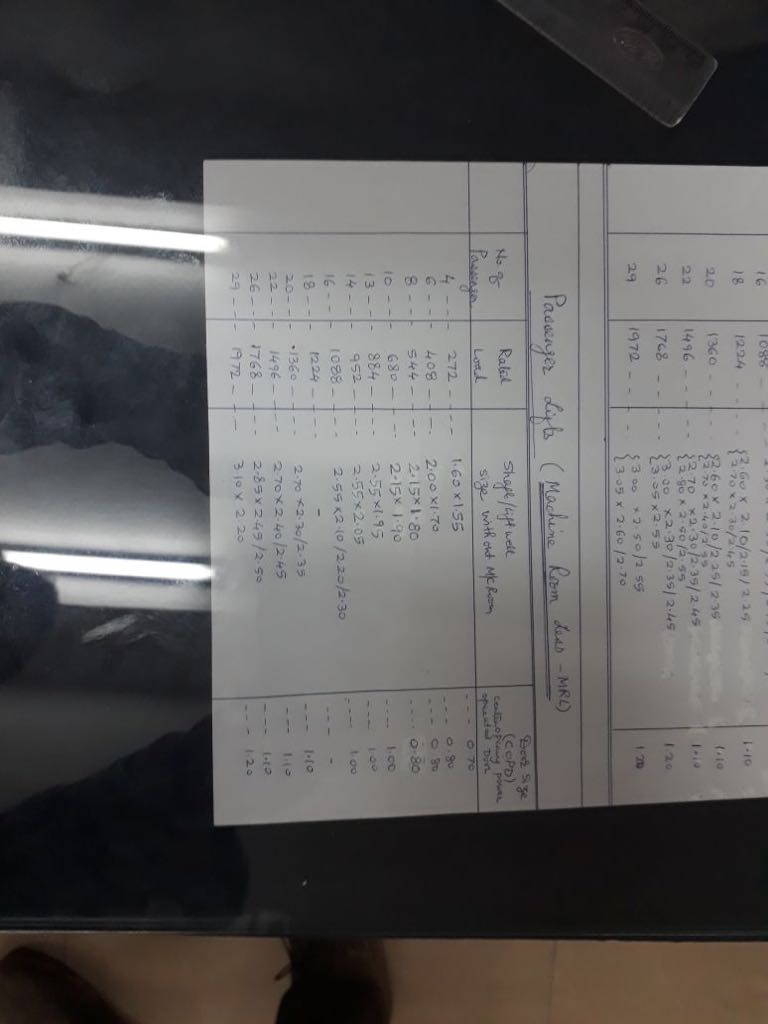 16 1088 --
18 1224 -- {2.60 x 2.10/2.15/2.25 1.10
{2.70 x 2.30/2.45
20 1360 -- {2.60 x 2.10/2.25/2.35 1.10
22 1496 -- {2.70 x 2.30/2.35/2.45 1.10
{2.80 x 2.50/2.55
26 1768 -- {3.00 x 2.30/2.35/2.45 1.20
{3.05 x 2.55
29 1972 -- {3.00 x 2.50/2.55 1.20
{3.05 x 2.60/2.70
Passenger Lifts (Machine Room Less - MRL)
No of Passenger
Rated Load
Shape/Lift well size without M/c Room
Door Size (COPD) centre opening power operated Door
4 --- 272 --- 1.60 x 1.55 --- 0.70
6 --- 408 --- 2.00 x 1.70 --- 0.80
8 --- 544 --- 2.15 x 1.80 --- 0.80
10 --- 680 --- 2.15 x 1.90 --- 0.80
13 --- 884 --- 2.55 x 1.95 --- 1.00
14 --- 952 --- 2.55 x 2.05 --- 1.00
16 --- 1088 --- 2.55 x 2.10/2.20/2.30 --- 1.00
18 --- 1224 --- - --- -
20 --- 1360 --- 2.70 x 2.30/2.35 --- 1.10
22 --- 1496 --- 2.70 x 2.40/2.45 --- 1.10
26 --- 1768 --- 2.85 x 2.45/2.50 --- 1.10
29 --- 1972 --- 3.10 x 2.20 --- 1.20